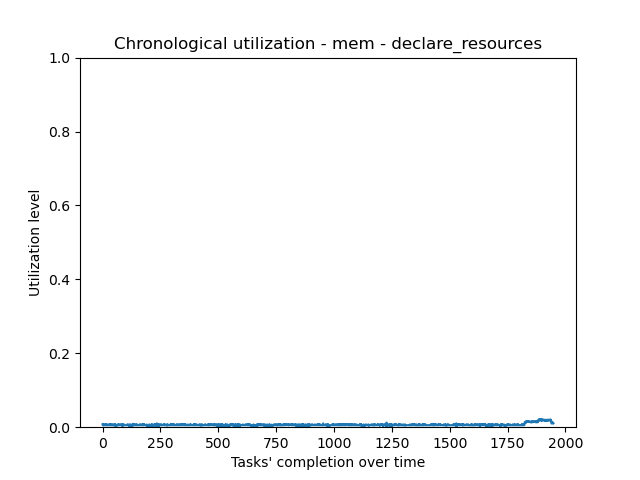 Chronological utilization - mem - declare_resources
1.0
0.8
0.6
0.4
0.2
0.0
Utilization level
0 250 500 750 1000 1250 1500 1750 2000
Tasks' completion over time